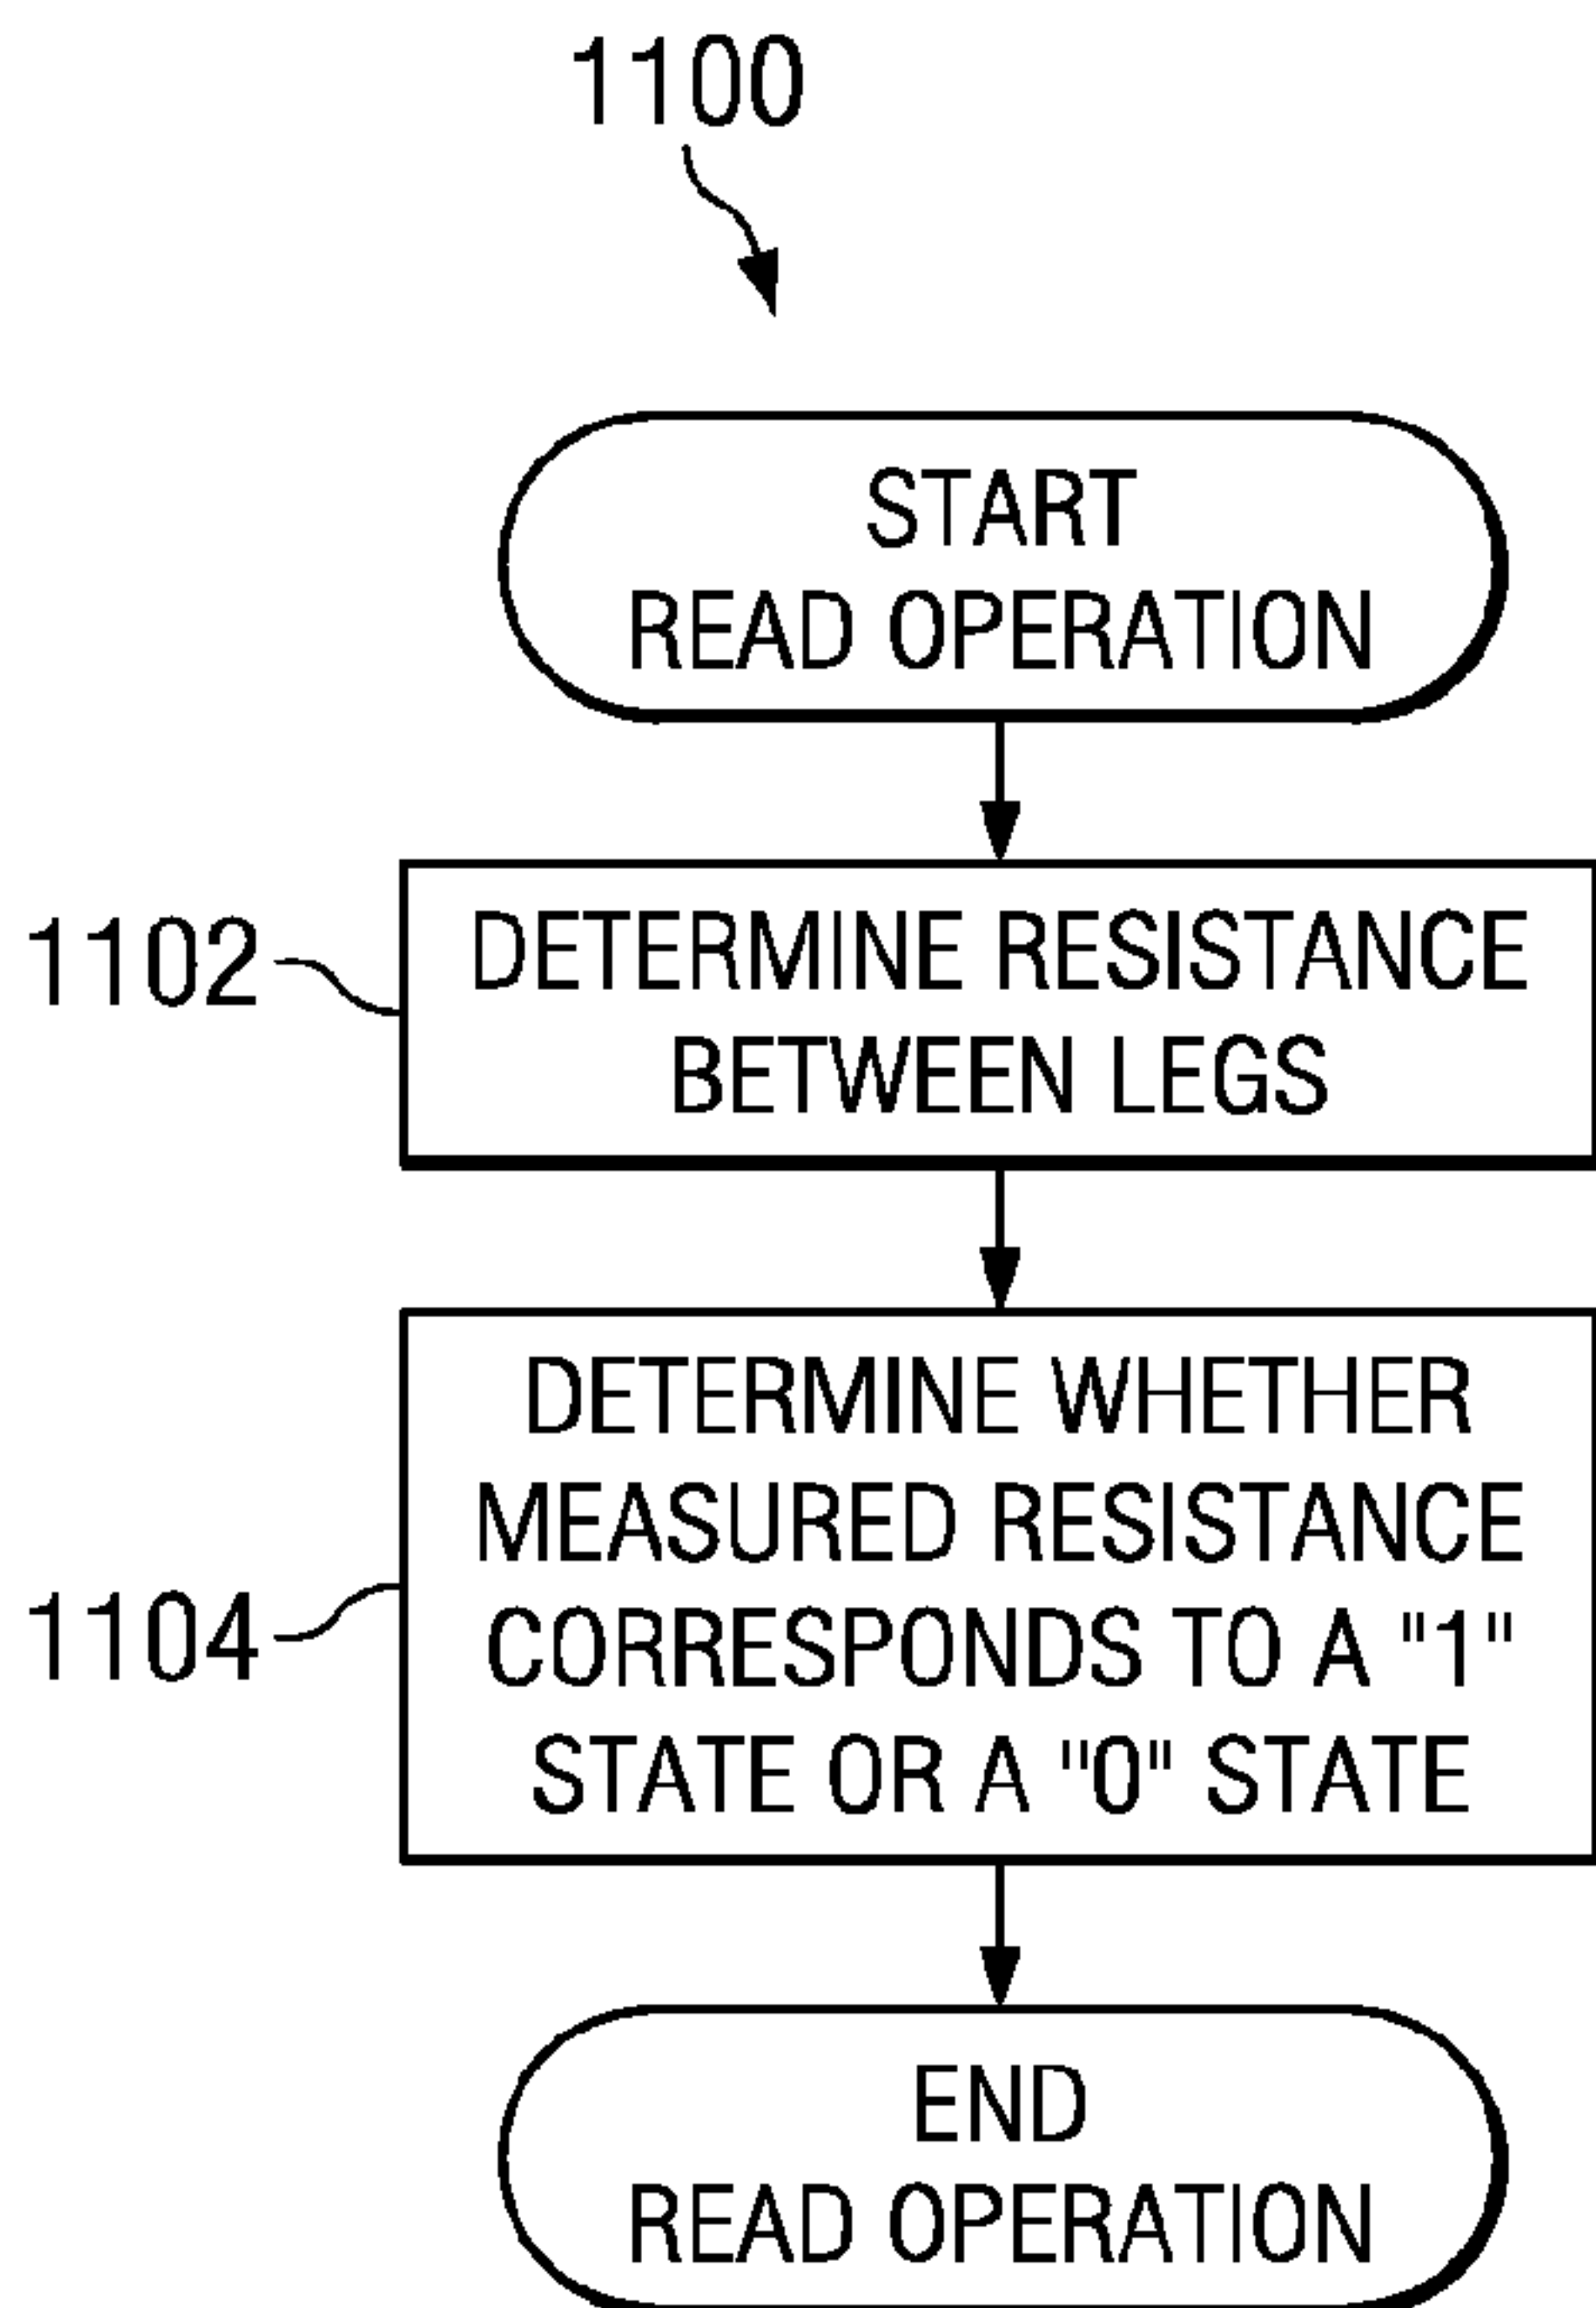 1100
START
READ OPERATION
1102
DETERMINE RESISTANCE
BETWEEN LEGS
1104
DETERMINE WHETHER
MEASURED RESISTANCE
CORRESPONDS TO A "1"
STATE OR A "0" STATE
END
READ OPERATION